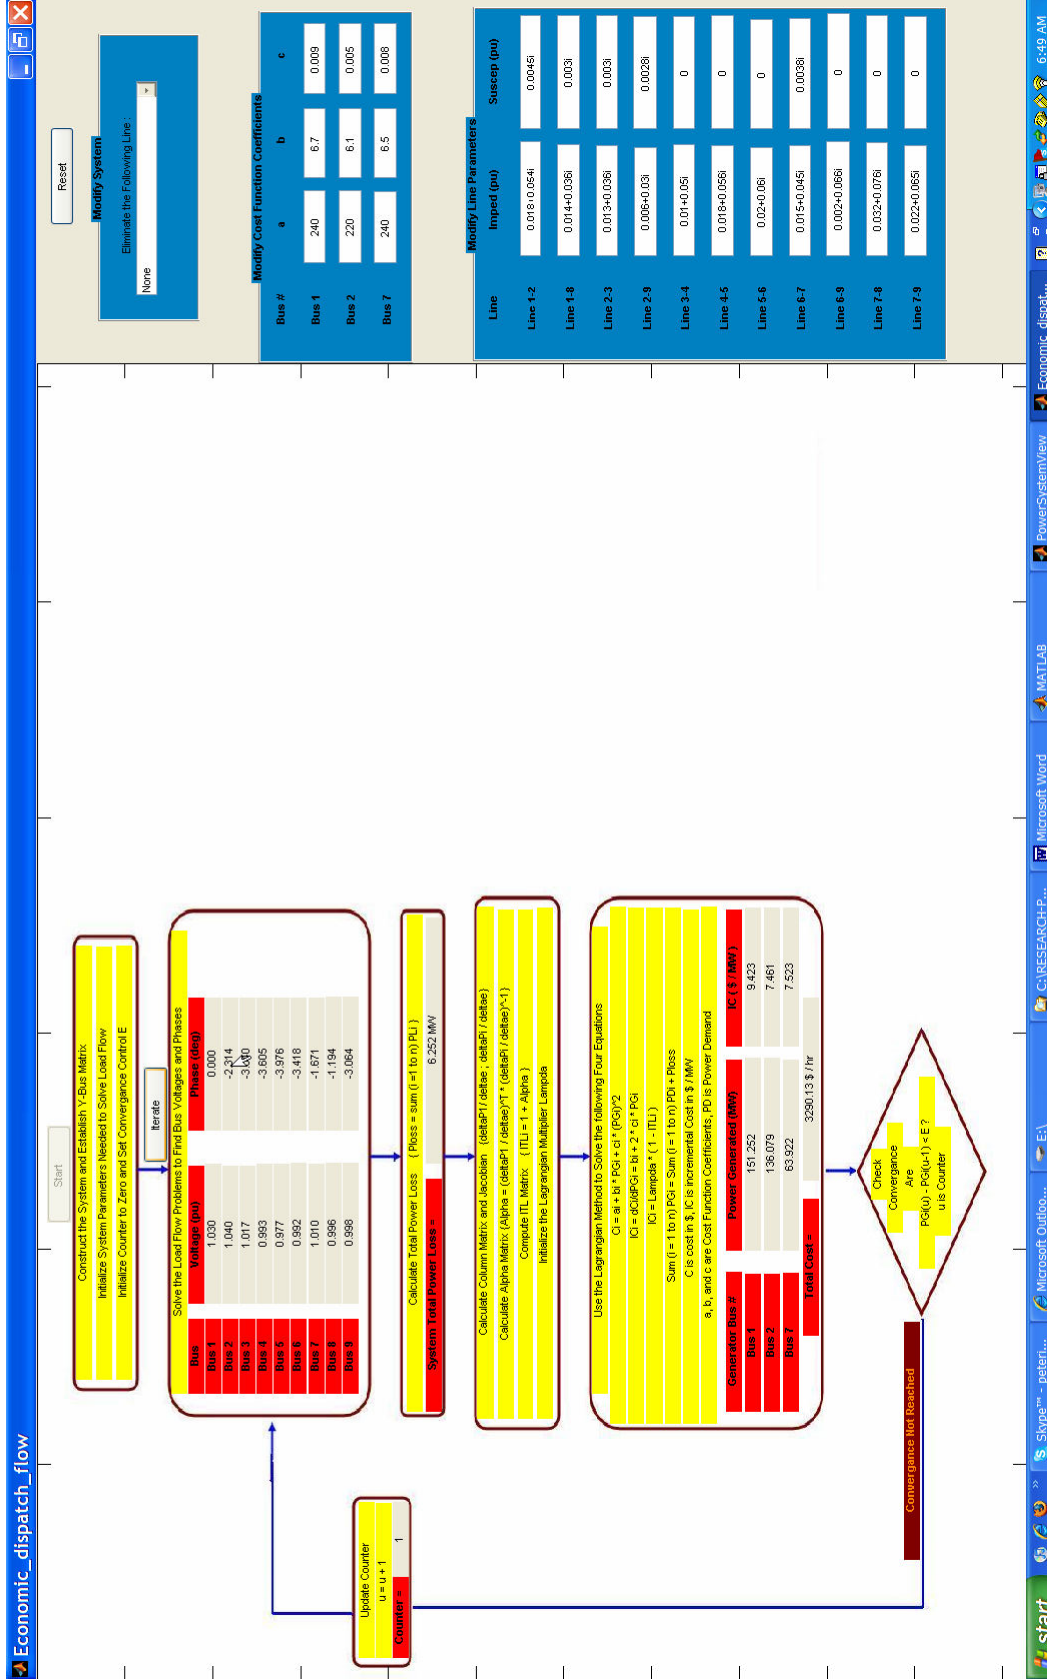 Economic_dispatch_flow
Start
Construct the System and Establish Y-Bus Matrix
Initialize System Parameters Needed to Solve Load Flow
Initialize Counter to Zero and Set Convergance Control E
Iterate
Solve the Load Flow Problems to Find Bus Voltages and Phases
Bus Voltage (pu) Phase (deg)
Bus 1 1.030 0.000
Bus 2 1.040 -2.314
Bus 3 1.017
Bus 4 0.993 -3.605
Bus 5 0.977 -3.976
Bus 6 0.992 -3.418
Bus 7 1.010 -1.671
Bus 8 0.996 -1.194
Bus 9 0.998 -3.064
Calculate Total Power Loss { Ploss = sum (i =1 to n) PLi }
System Total Power Loss = 6.252 MW
Calculate Column Matrix and Jacobian {deltaP1/ deltae ; deltaPi / deltae}
Calculate Alpha Matrix {Alpha = (deltaP1 / deltae)^T * (deltaPi / deltae)^-1}
Compute ITL Matrix { ITLi = 1 + Alpha }
Initialize the Lagrangian Multiplier Lambda
Use the Lagrangian Method to Solve the following Four Equations
Ci = ai + bi * PGi + ci * (PGi)^2
ICi = dCi/dPGi = bi + 2 * ci * PGi
ICi = Lambda * ( 1 - ITLi )
Sum (i = 1 to n) PGi = Sum (i = 1 to n) PDi + Ploss
C is cost in $, IC is incremental Cost in $ / MW
a, b, and c are Cost Function Coefficients, PD is Power Demand
Generator Bus # Power Generated (MW) IC ( $ / MW )
Bus 1 151.252 9.423
Bus 2 136.079 7.461
Bus 7 63.922 7.523
Total Cost = 3290.13 $ / hr
Check
Convergance
Are
PGi(u) - PGi(u-1) < E ?
u is Counter
Convergance Not Reached
Update Counter
u = u + 1
Counter = 1
Reset
Modify System
Eliminate the Following Line :
None
Modify Cost Function Coefficients
Bus # a b c
Bus 1 240 6.7 0.009
Bus 2 220 6.1 0.005
Bus 7 240 6.5 0.008
Modify Line Parameters
Line Imped (pu) Suscep (pu)
Line 1-2 0.018+0.054i 0.0045i
Line 1-8 0.014+0.036i 0.003i
Line 2-3 0.013+0.036i 0.003i
Line 2-9 0.006+0.03i 0.0028i
Line 3-4 0.01+0.05i 0
Line 4-5 0.018+0.056i 0
Line 5-6 0.02+0.06i 0
Line 6-7 0.015+0.045i 0.0038i
Line 6-9 0.002+0.066i 0
Line 7-8 0.032+0.076i 0
Line 7-9 0.022+0.065i 0
start
Skype™ - peteri...
Microsoft Outloo...
E:\
C:\RESEARCH-P...
Microsoft Word
MATLAB
PowerSystemView
Economic_dispat...
6:49 AM